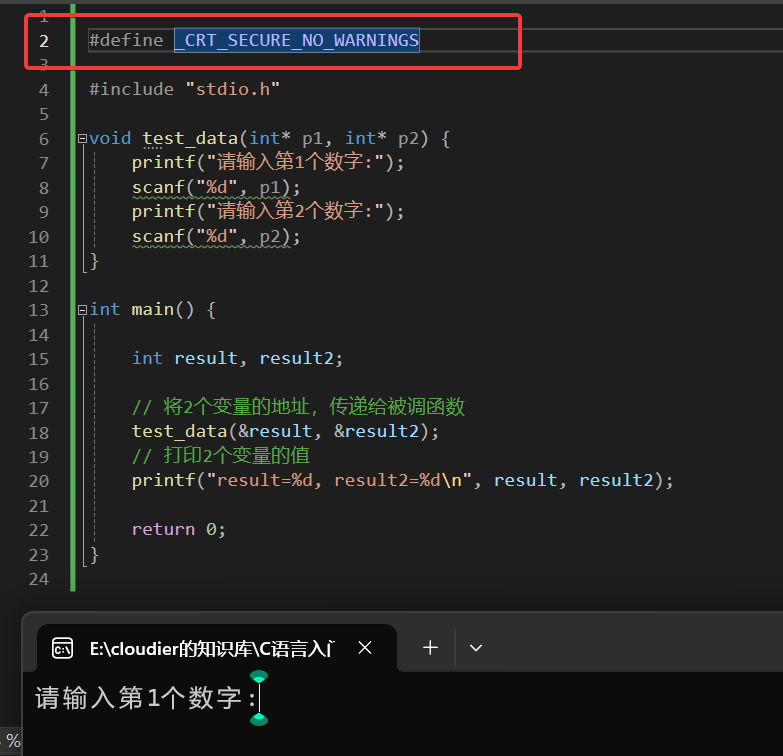 1
2 #define _CRT_SECURE_NO_WARNINGS
3
4 #include "stdio.h"
5
6 void test_data(int* p1, int* p2) {
7 printf("请输入第1个数字:");
8 scanf("%d", p1);
9 printf("请输入第2个数字:");
10 scanf("%d", p2);
11 }
12
13 int main() {
14
15 int result, result2;
16
17 // 将2个变量的地址，传递给被调函数
18 test_data(&result, &result2);
19 // 打印2个变量的值
20 printf("result=%d, result2=%d\n", result, result2);
21
22 return 0;
23 }
24
E:\cloudier的知识库\C语言入门
请输入第1个数字:
%